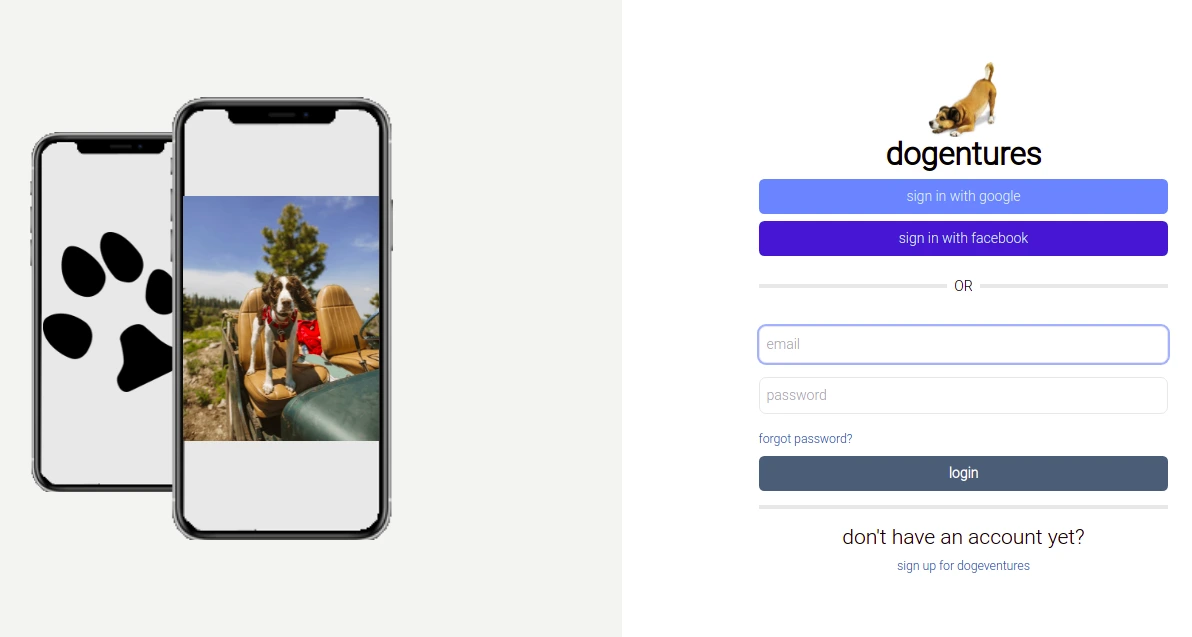 dogentures
sign in with google
sign in with facebook
OR
email
password
forgot password?
login
don't have an account yet?
sign up for dogeventures